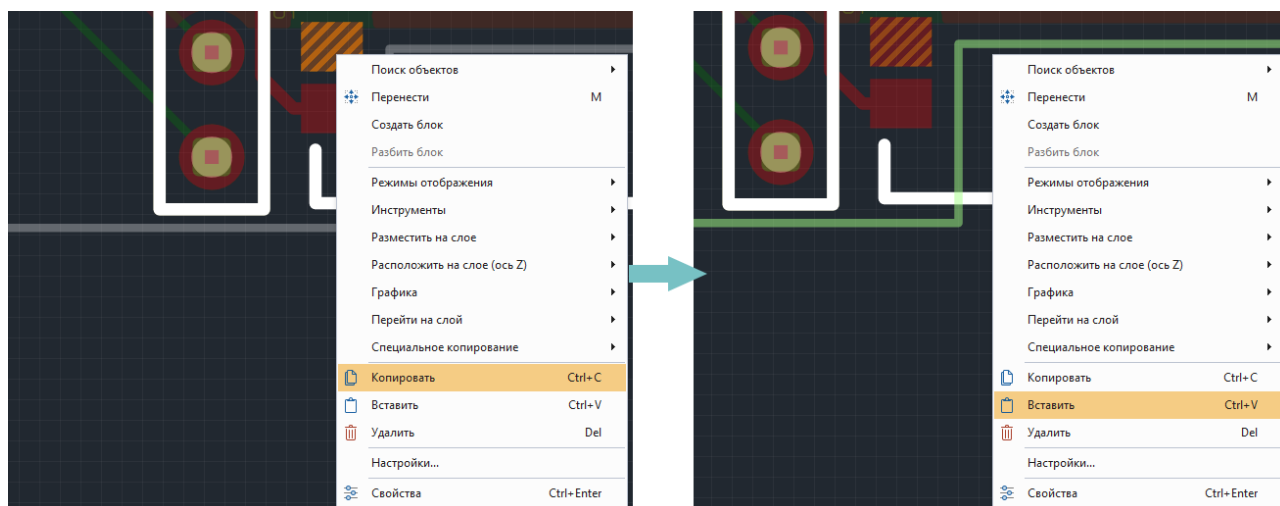 Поиск объектов
Перенести M
Создать блок
Разбить блок
Режимы отображения
Инструменты
Разместить на слое
Расположить на слое (ось Z)
Графика
Перейти на слой
Специальное копирование
Копировать Ctrl+C
Вставить Ctrl+V
Удалить Del
Настройки...
Свойства Ctrl+Enter
Поиск объектов
Перенести M
Создать блок
Разбить блок
Режимы отображения
Инструменты
Разместить на слое
Расположить на слое (ось Z)
Графика
Перейти на слой
Специальное копирование
Копировать Ctrl+C
Вставить Ctrl+V
Удалить Del
Настройки...
Свойства Ctrl+Enter